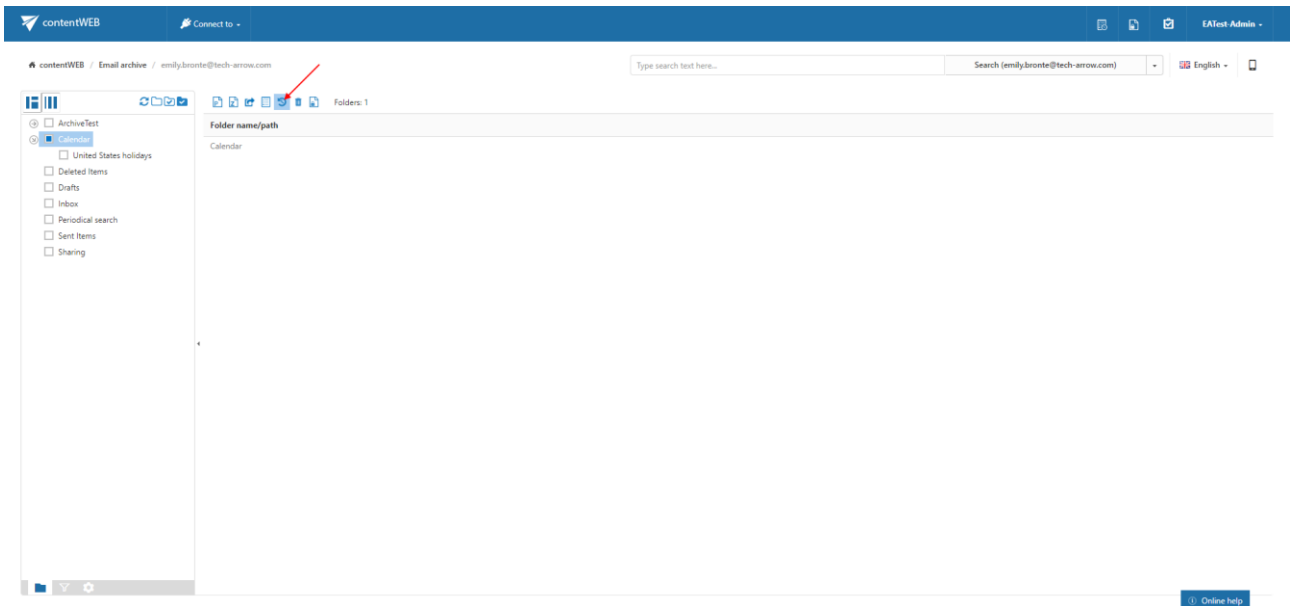 contentWEB
Connect to
EATest-Admin
contentWEB / Email archive / emily.bronte@tech-arrow.com
Type search text here...
Search (emily.bronte@tech-arrow.com)
English
Folders: 1
ArchiveTest
Folder name/path
Calendar
Calendar
United States holidays
Deleted Items
Drafts
Inbox
Periodical search
Sent Items
Sharing
Online help